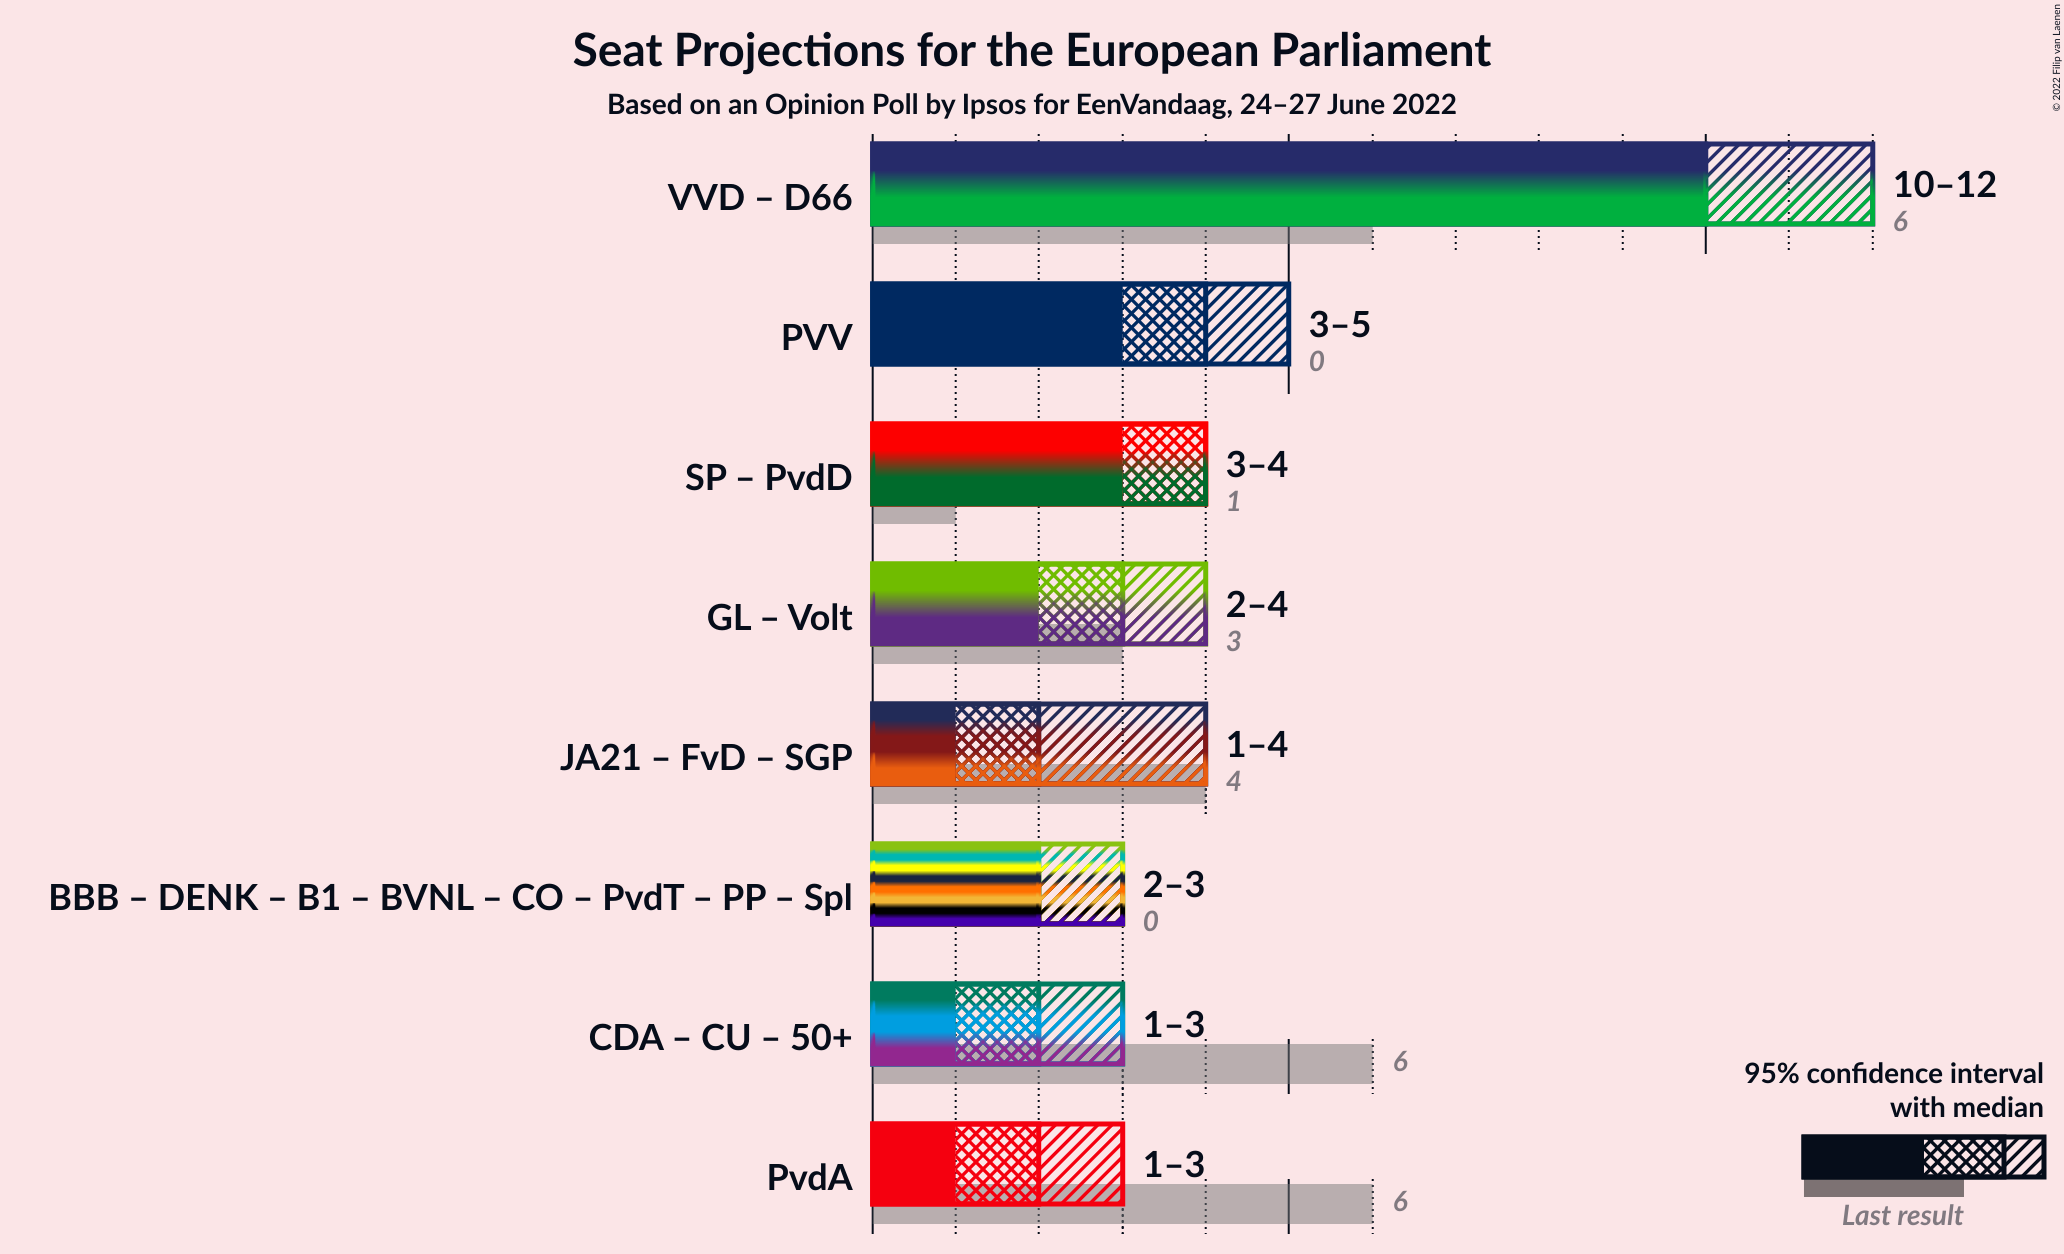 Seat Projections for the European Parliament
Based on an Opinion Poll by Ipsos for EenVandaag, 24–27 June 2022
© 2022 Filip van Laenen
VVD – D66
10–12
6
PVV
3–5
0
SP – PvdD
3–4
1
GL – Volt
2–4
3
JA21 – FvD – SGP
1–4
4
BBB – DENK – B1 – BVNL – CO – PvdT – PP – Spl
2–3
0
CDA – CU – 50+
1–3
6
PvdA
1–3
6
95% confidence interval
with median
Last result